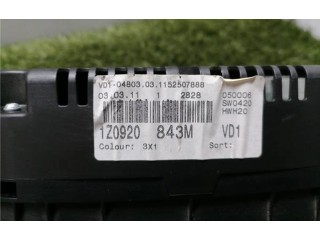 VD1-04803.03.1152507888
03.03.11 1 2828
050006
SW0420
HWH20
1Z0920 843M VD1
Colour: 3X1 Sort: